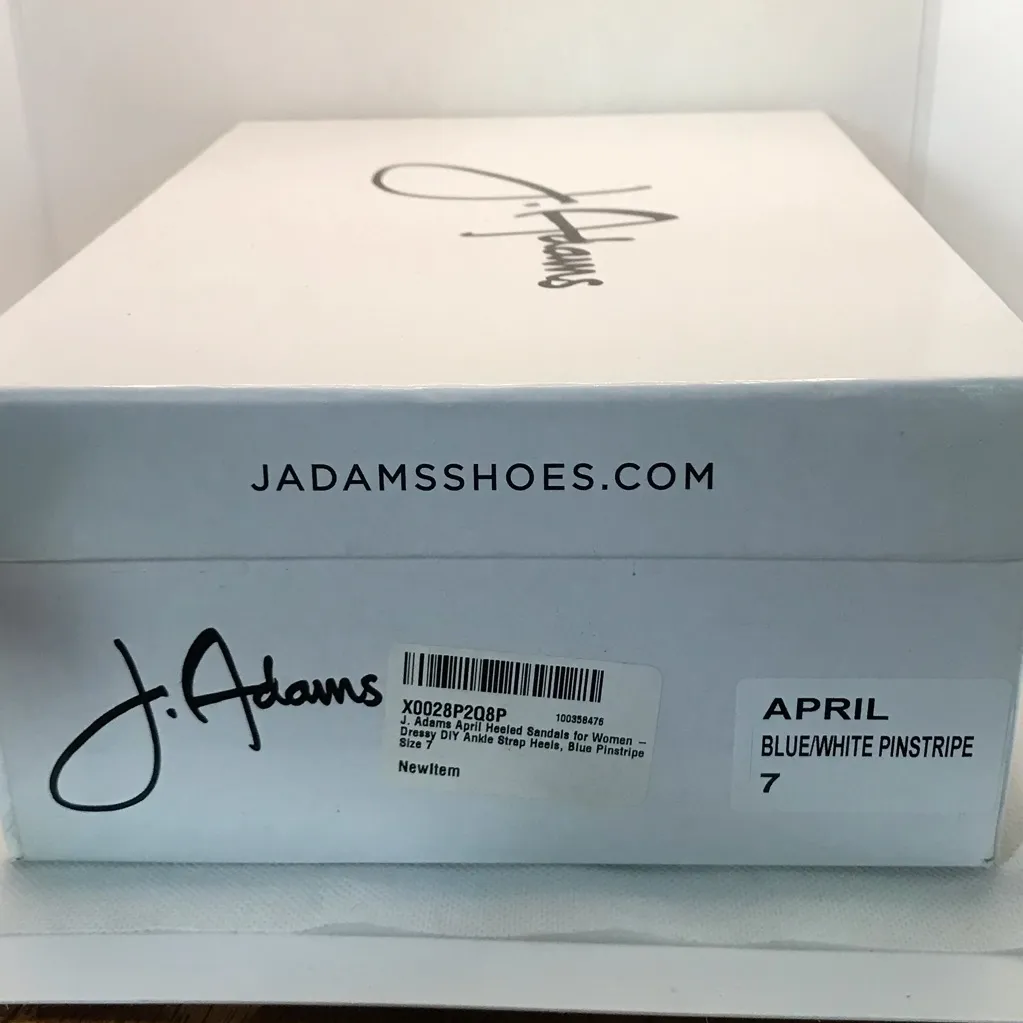 J. Adams
JADAMSSHOES.COM
J. Adams
X0028P2Q8P 100358476
J. Adams April Heeled Sandals for Women –
Dressy DIY Ankle Strap Heels, Blue Pinstripe
Size 7
NewItem
APRIL
BLUE/WHITE PINSTRIPE
7